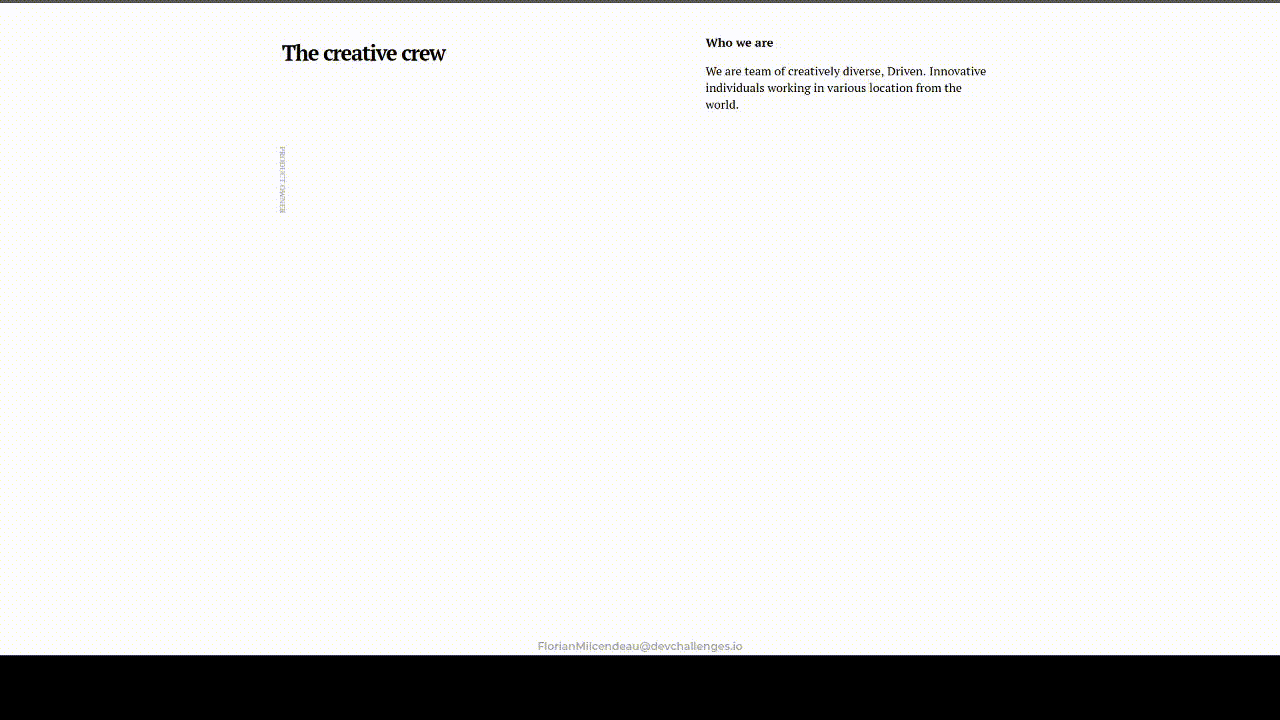 The creative crew
Who we are
We are team of creatively diverse, Driven. Innovative
individuals working in various location from the
world.
PRODUCT OWNER
FlorianMilcendeau@devchallenges.io